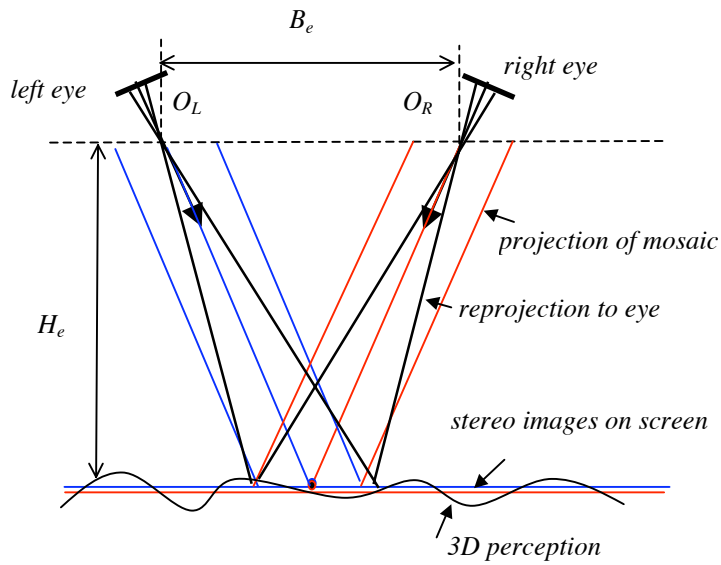 B_e
left eye
right eye
O_L
O_R
projection of mosaic
reprojection to eye
H_e
stereo images on screen
3D perception